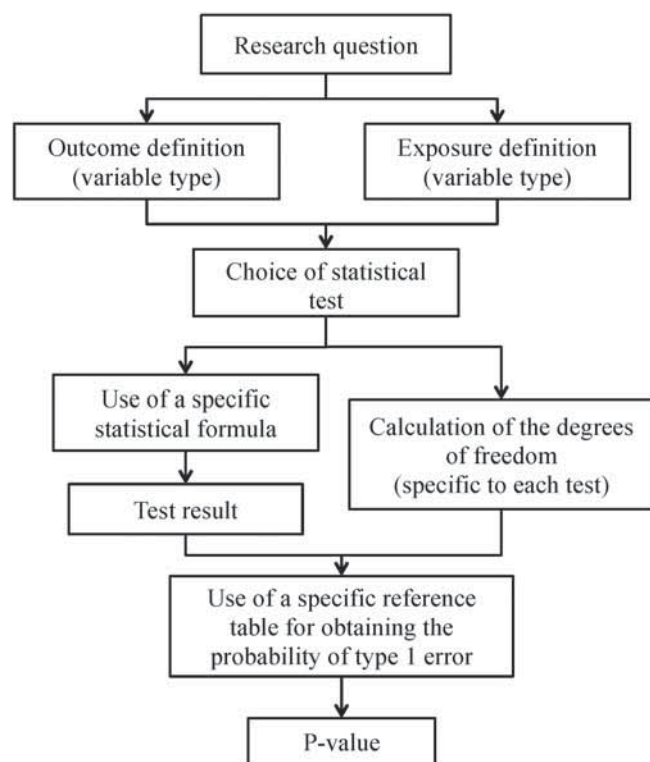 Research question
Outcome definition
(variable type)
Exposure definition
(variable type)
Choice of statistical
test
Use of a specific
statistical formula
Calculation of the degrees
of freedom
(specific to each test)
Test result
Use of a specific reference
table for obtaining the
probability of type 1 error
P-value